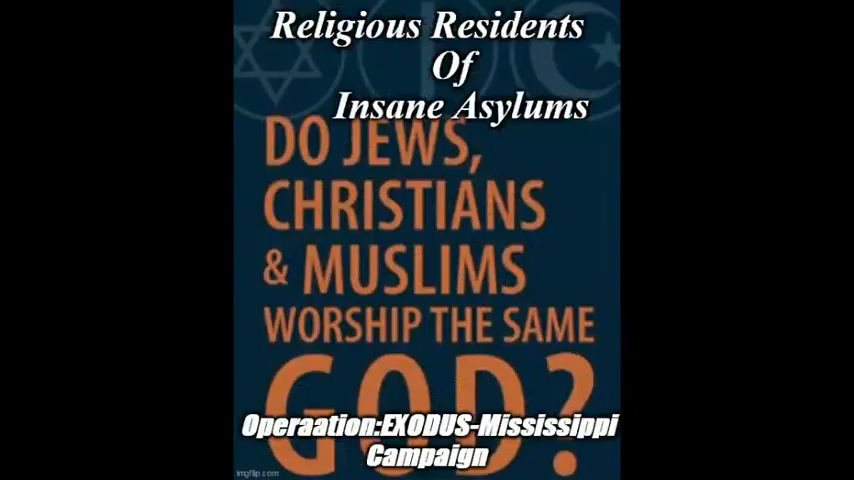 Religious Residents
Of
Insane Asylums
DO JEWS,
CHRISTIANS
& MUSLIMS
WORSHIP THE SAME
GOD?
Operaation:EXODUS-Mississippi
Campaign
imgflip.com